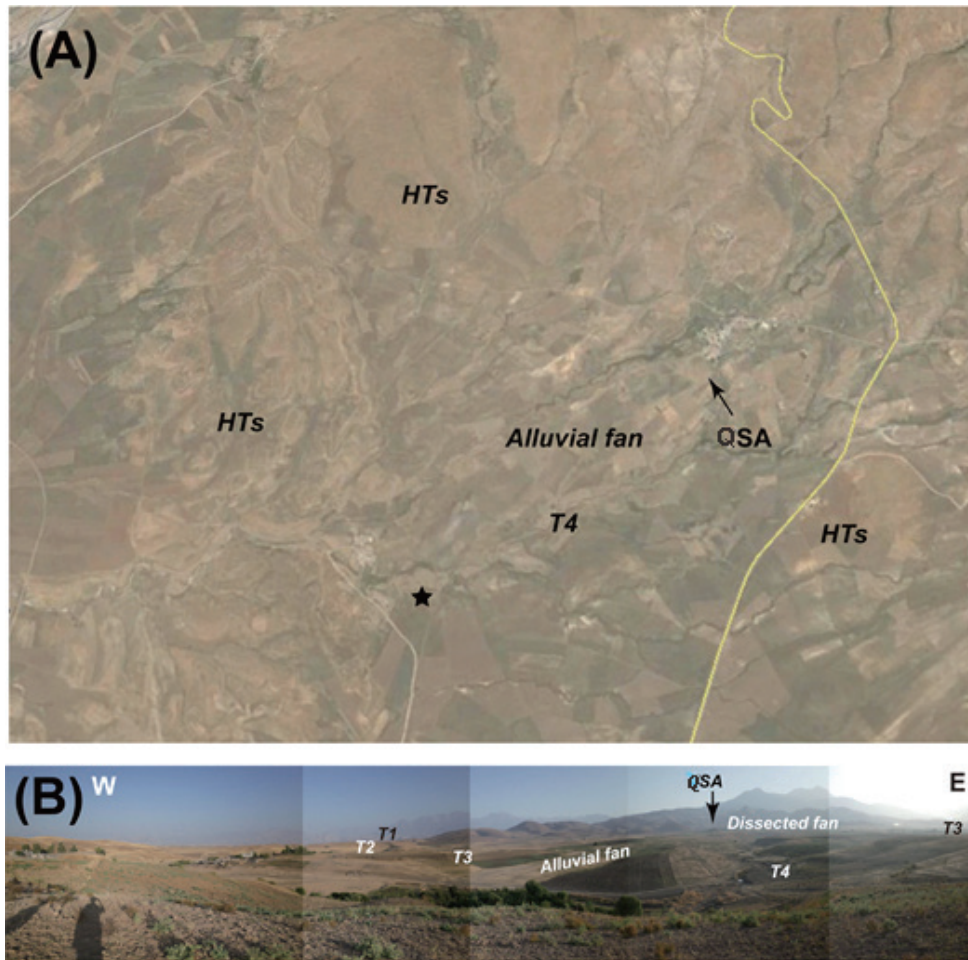 (A)
HTs
HTs
Alluvial fan
QSA
T4
HTs
(B)
W
QSA
E
T1
T2
T3
Alluvial fan
Dissected fan
T4
T3